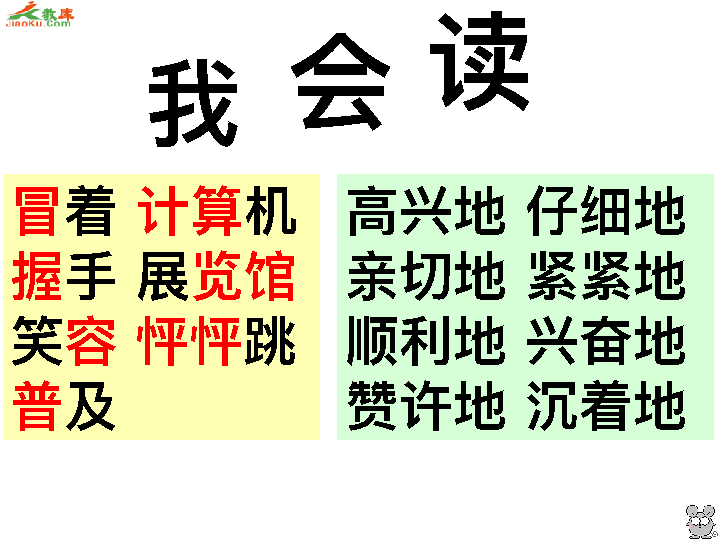 教库
JiaoKu.Com
我会读
冒着 计算机
握手 展览馆
笑容 怦怦跳
普及
高兴地 仔细地
亲切地 紧紧地
顺利地 兴奋地
赞许地 沉着地